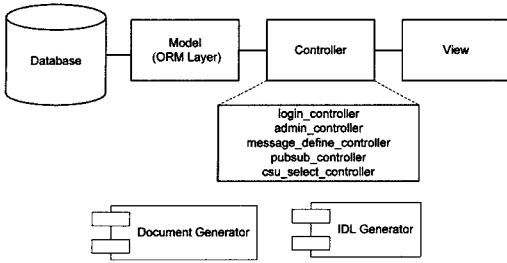 Database
Model
(ORM Layer)
Controller
View
login_controller
admin_controller
message_define_controller
pubsub_controller
csu_select_controller
Document Generator
IDL Generator